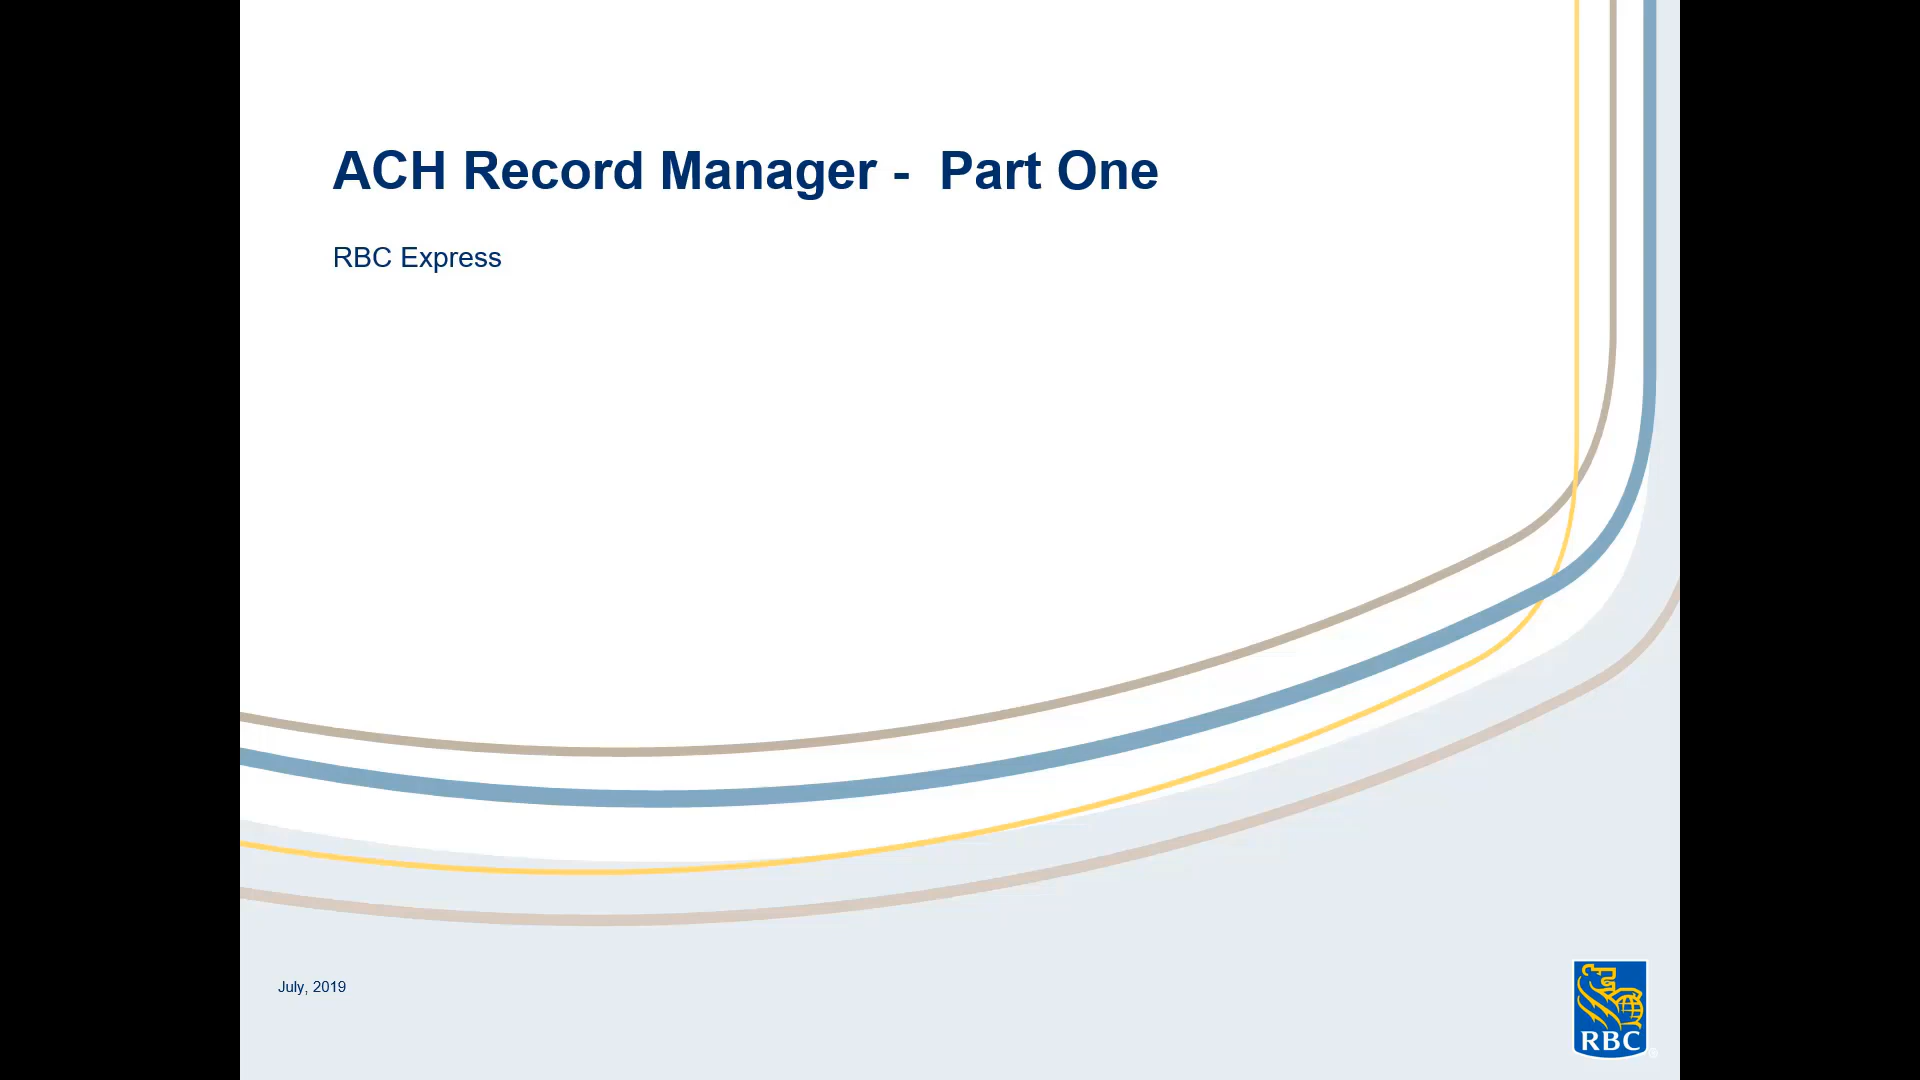 ACH Record Manager -  Part One
RBC Express
July, 2019
RBC
®